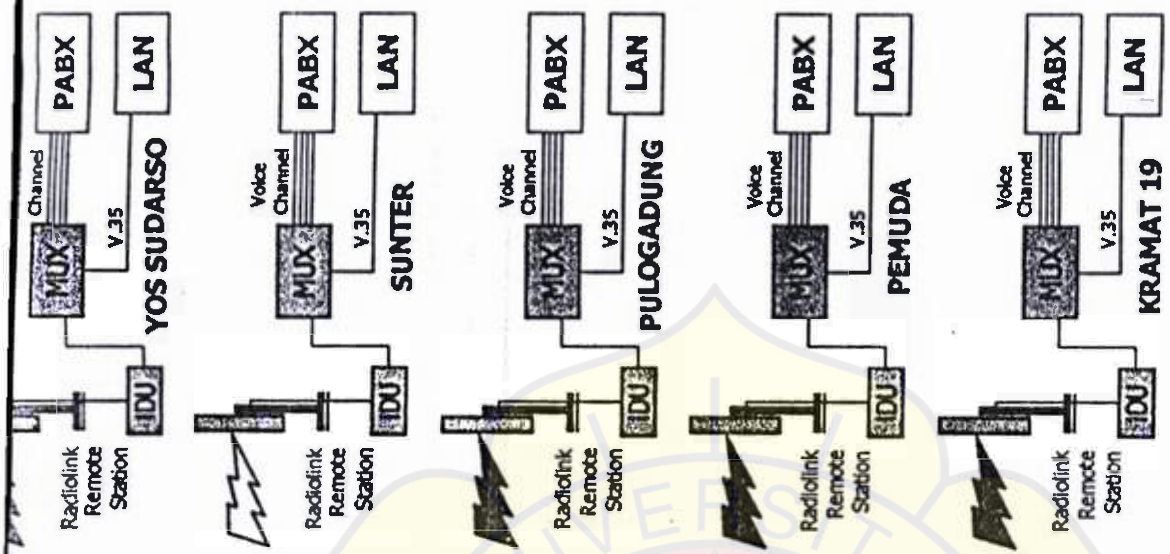 PABX
LAN
Channel
MUX
V.35
YOS SUDARSO
IDU
Radiolink
Remote
Station
PABX
LAN
Voice
Channel
MUX
V.35
SUNTER
IDU
Radiolink
Remote
Station
PABX
LAN
Voice
Channel
MUX
V.35
PULOGADUNG
IDU
Radiolink
Remote
Station
PABX
LAN
Voice
Channel
MUX
V.35
PEMUDA
IDU
Radiolink
Remote
Station
PABX
LAN
Voice
Channel
MUX
V.35
KRAMAT 19
IDU
Radiolink
Remote
Station